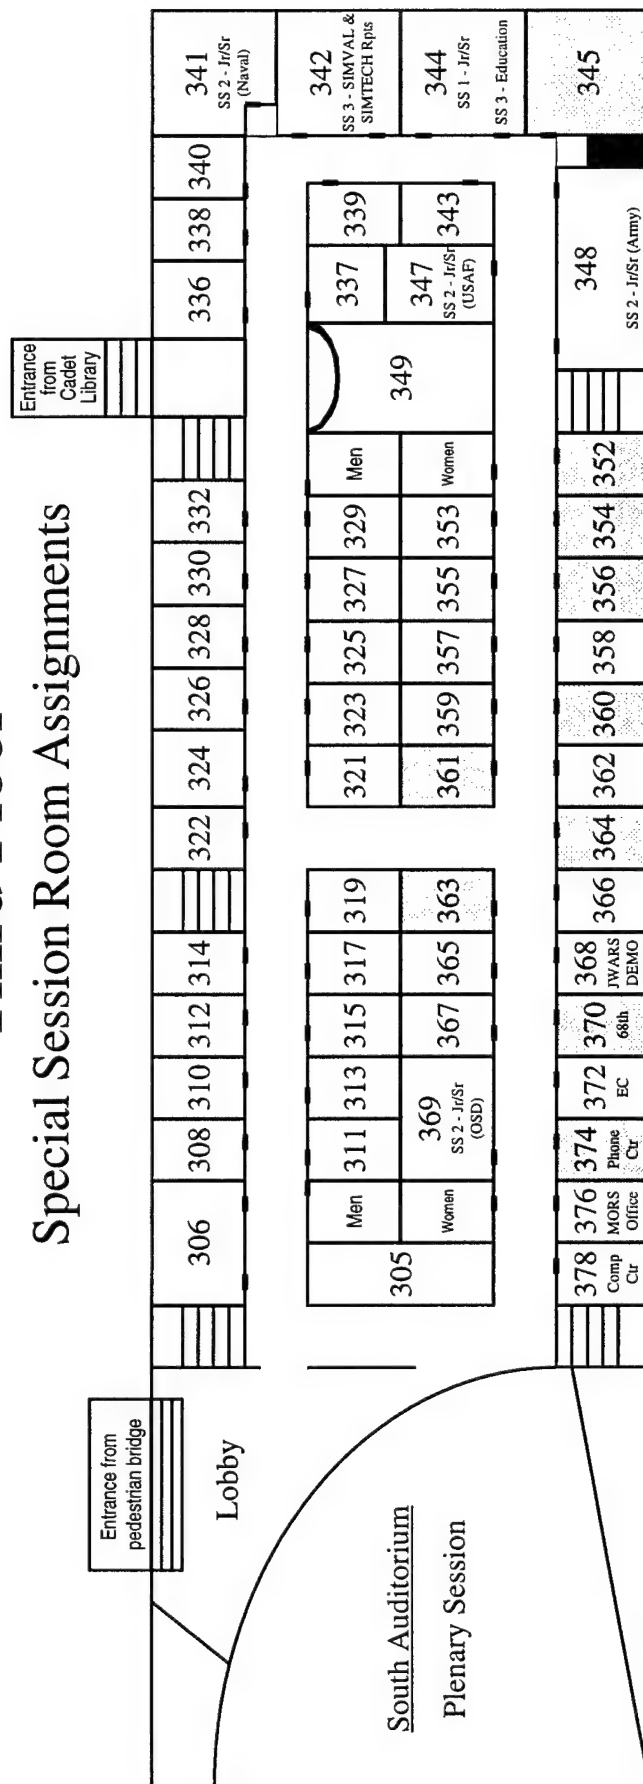 Special Session Room Assignments
Entrance from
pedestrian bridge
Entrance
from
Cadet
Library
Lobby
306
308
310
312
314
322
324
326
328
330
332
336
338
340
341
SS 2 - Jr/Sr
(Naval)
305
Men
311
313
315
317
319
321
323
325
327
329
Men
349
337
339
342
SS 3 - SIMVAL &
SIMTECH Rpts
Women
369
SS 2 - Jr/Sr
(OSD)
367
365
363
361
359
357
355
353
Women
347
SS 2 - Jr/Sr
(USAF)
343
344
SS 1 - Jr/Sr
SS 3 - Education
South Auditorium
Plenary Session
378
Comp
Ctr
376
MORS
Office
374
Phone
Ctr
372
EC
370
68th
368
JWARS
DEMO
366
364
362
360
358
356
354
352
348
SS 2 - Jr/Sr (Army)
345